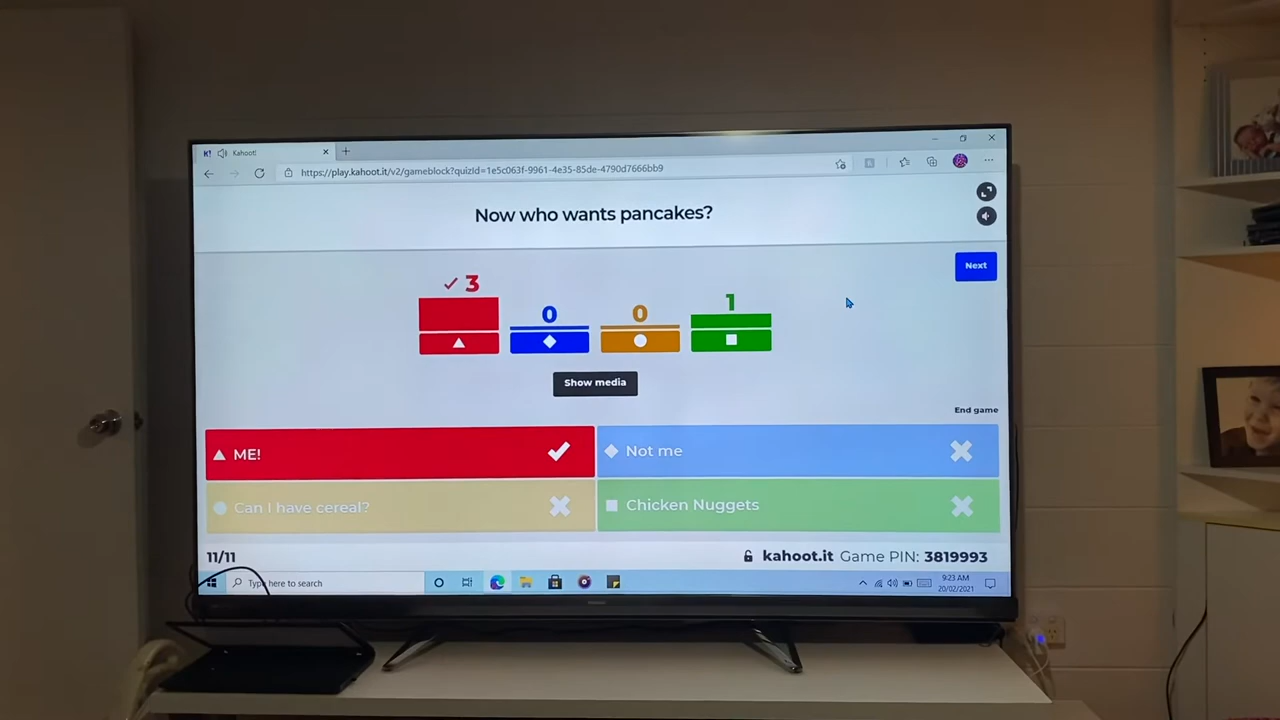 K! Kahoot!
https://play.kahoot.it/v2/gameblock?quizId=1e5c063f-9961-4e35-85de-4790d7666bb9
Now who wants pancakes?
Next
3
0
0
1
Show media
End game
ME!
Not me
Can I have cereal?
Chicken Nuggets
11/11
kahoot.it Game PIN: 3819993
Type here to search
9:23 AM
20/02/2021